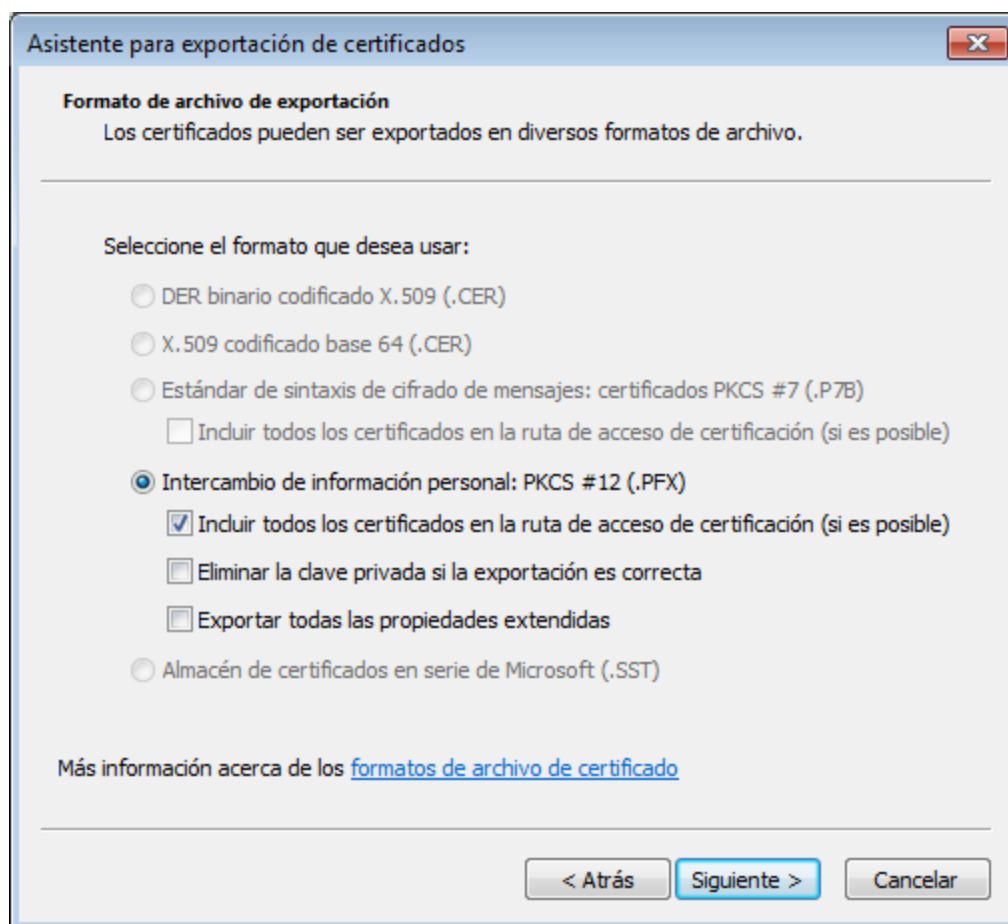 Asistente para exportación de certificados
Formato de archivo de exportación
Los certificados pueden ser exportados en diversos formatos de archivo.
Seleccione el formato que desea usar:
DER binario codificado X.509 (.CER)
X.509 codificado base 64 (.CER)
Estándar de sintaxis de cifrado de mensajes: certificados PKCS #7 (.P7B)
Incluir todos los certificados en la ruta de acceso de certificación (si es posible)
Intercambio de información personal: PKCS #12 (.PFX)
Incluir todos los certificados en la ruta de acceso de certificación (si es posible)
Eliminar la clave privada si la exportación es correcta
Exportar todas las propiedades extendidas
Almacén de certificados en serie de Microsoft (.SST)
Más información acerca de los formatos de archivo de certificado
< Atrás Siguiente > Cancelar